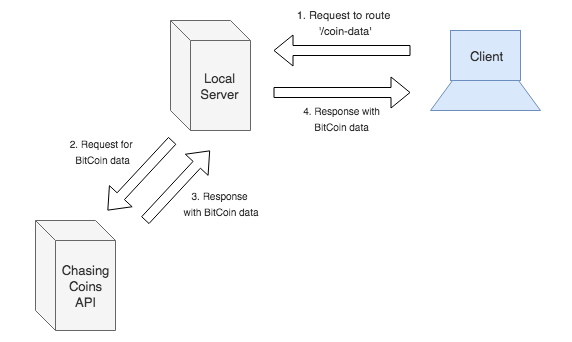 1. Request to route
'/coin-data'
Client
Local
Server
4. Response with
BitCoin data
2. Request for
BitCoin data
3. Response
with BitCoin data
Chasing
Coins
API